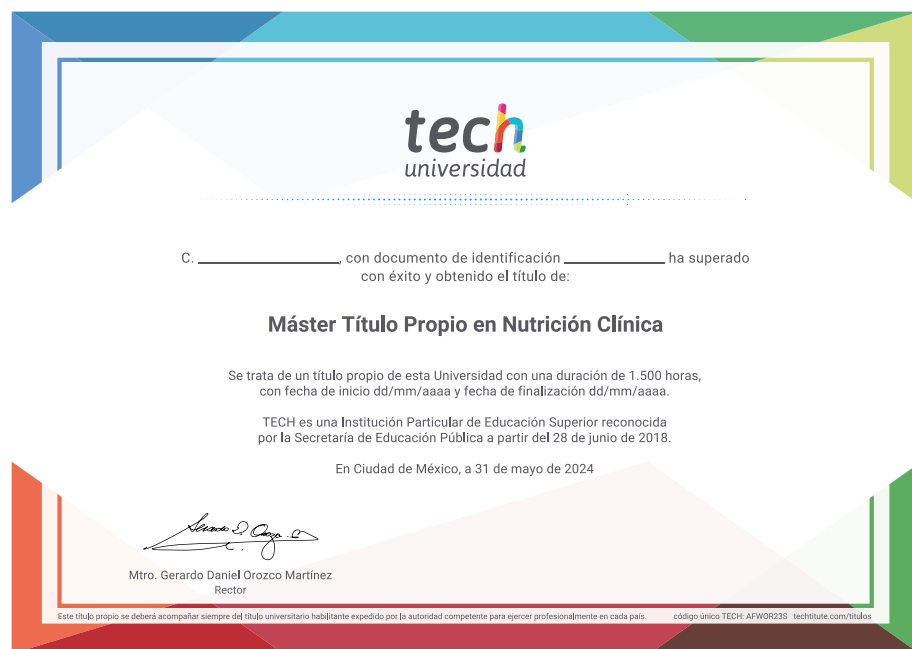 tech
universidad
C. ____________, con documento de identificación ____________ ha superado
con éxito y obtenido el título de:
Máster Título Propio en Nutrición Clínica
Se trata de un título propio de esta Universidad con una duración de 1.500 horas,
con fecha de inicio dd/mm/aaaa y fecha de finalización dd/mm/aaaa.
TECH es una Institución Particular de Educación Superior reconocida
por la Secretaría de Educación Pública a partir del 28 de junio de 2018.
En Ciudad de México, a 31 de mayo de 2024
Mtro. Gerardo Daniel Orozco Martínez
Rector
Este título propio se deberá acompañar siempre del título universitario habilitante expedido por la autoridad competente para ejercer profesionalmente en cada país. código único TECH: AFWOR23S techtitute.com/titulos